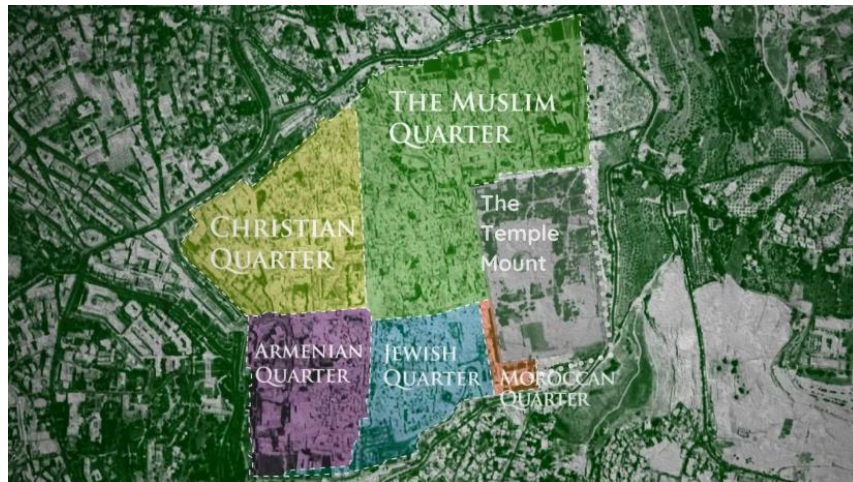 THE MUSLIM
QUARTER
The
Temple
Mount
CHRISTIAN
QUARTER
ARMENIAN
QUARTER
JEWISH
QUARTER
MOROCCAN
QUARTER